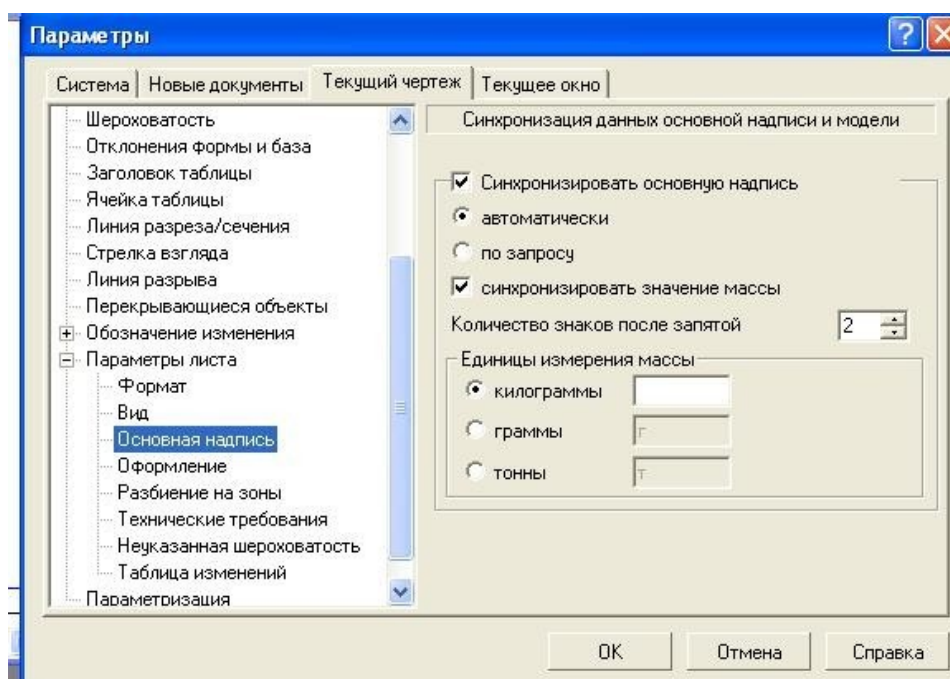 Параметры
Система
Новые документы
Текущий чертеж
Текущее окно
Шероховатость
Отклонения формы и база
Заголовок таблицы
Ячейка таблицы
Линия разреза/сечения
Стрелка взгляда
Линия разрыва
Перекрывающиеся объекты
Обозначение изменения
Параметры листа
Формат
Вид
Основная надпись
Оформление
Разбиение на зоны
Технические требования
Неуказанная шероховатость
Таблица изменений
Параметризация
Синхронизация данных основной надписи и модели
Синхронизировать основную надпись
автоматически
по запросу
синхронизировать значение массы
Количество знаков после запятой 2
Единицы измерения массы
килограммы
граммы г
тонны т
OK Отмена Справка